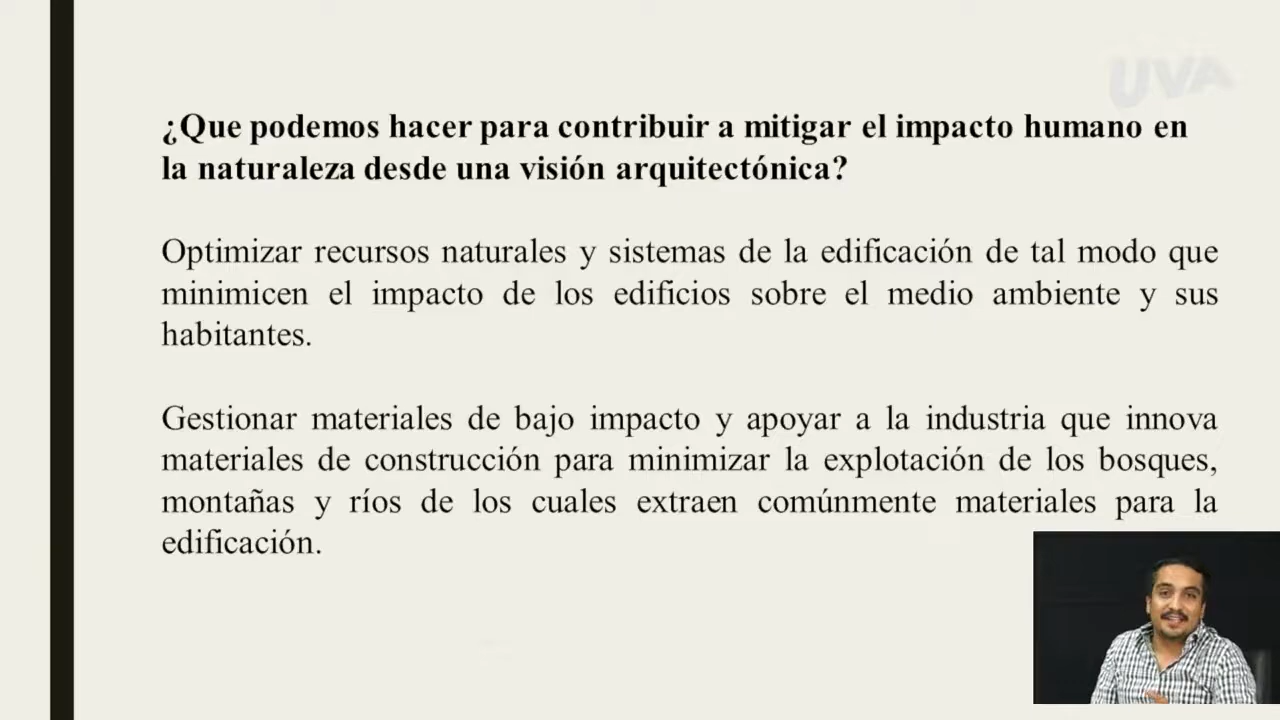 UVA
¿Que podemos hacer para contribuir a mitigar el impacto humano en
la naturaleza desde una visión arquitectónica?
Optimizar recursos naturales y sistemas de la edificación de tal modo que
minimicen el impacto de los edificios sobre el medio ambiente y sus
habitantes.
Gestionar materiales de bajo impacto y apoyar a la industria que innova
materiales de construcción para minimizar la explotación de los bosques,
montañas y ríos de los cuales extraen comúnmente materiales para la
edificación.